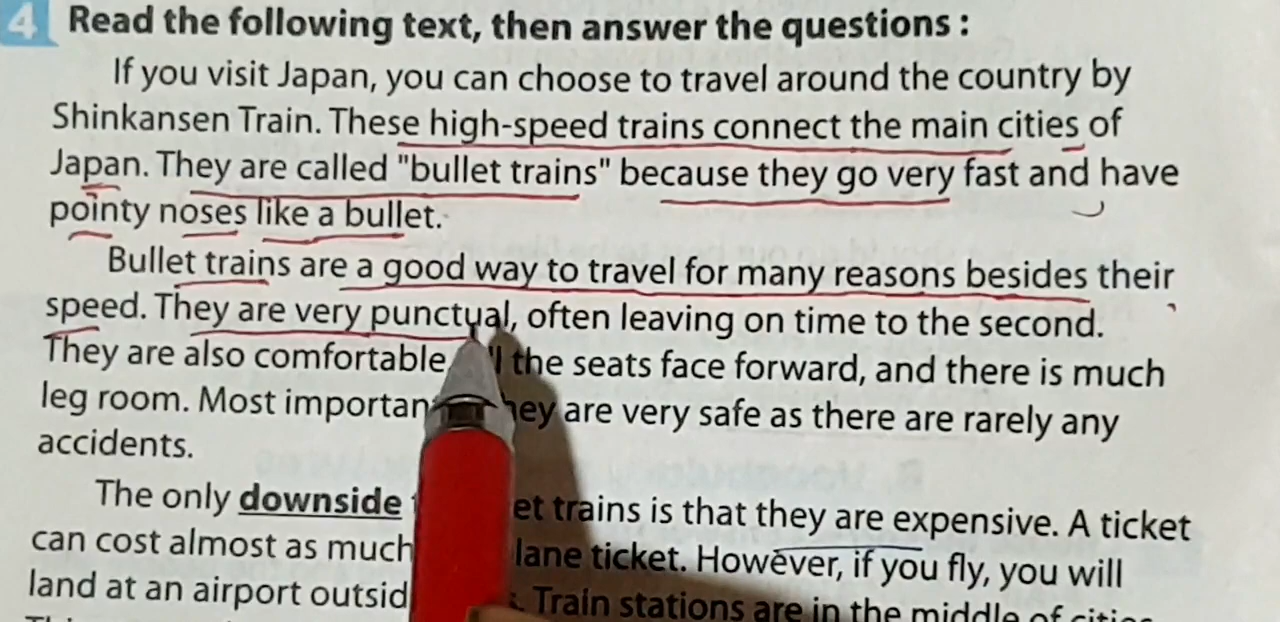 4 Read the following text, then answer the questions :
If you visit Japan, you can choose to travel around the country by
Shinkansen Train. These high-speed trains connect the main cities of
Japan. They are called "bullet trains" because they go very fast and have
pointy noses like a bullet.
Bullet trains are a good way to travel for many reasons besides their
speed. They are very punctual, often leaving on time to the second.
They are also comfortable the seats face forward, and there is much
leg room. Most are very safe as there are rarely any
accidents.
The only downside trains is that they are expensive. A ticket
can cost almost as much ticket. However, if you fly, you will
land at an airport Train stations are in the middle of